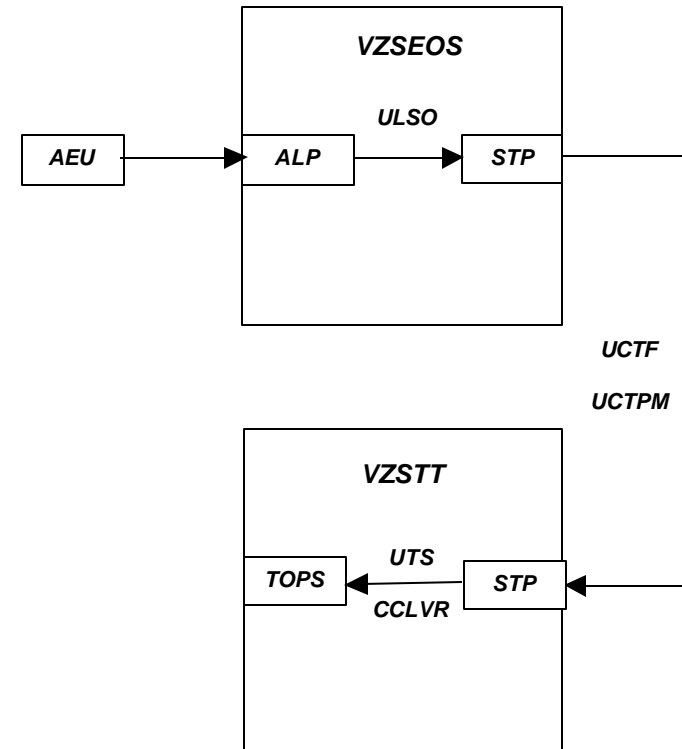 VZSEOS
ULSO
AEU
ALP
STP
UCTF
UCTPM
VZSTT
UTS
TOPS
STP
CCLVR